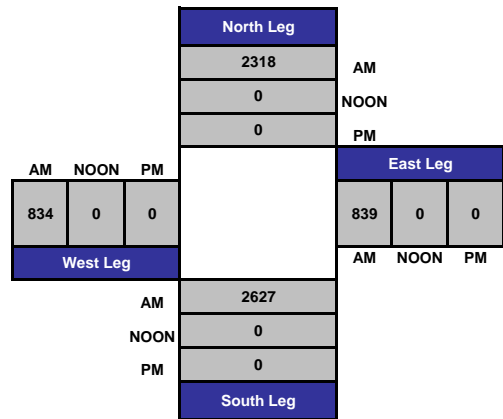 North Leg
2318 AM
0 NOON
0 PM
East Leg
AM NOON PM
834 0 0
839 0 0
West Leg
AM NOON PM
AM 2627
NOON 0
PM 0
South Leg